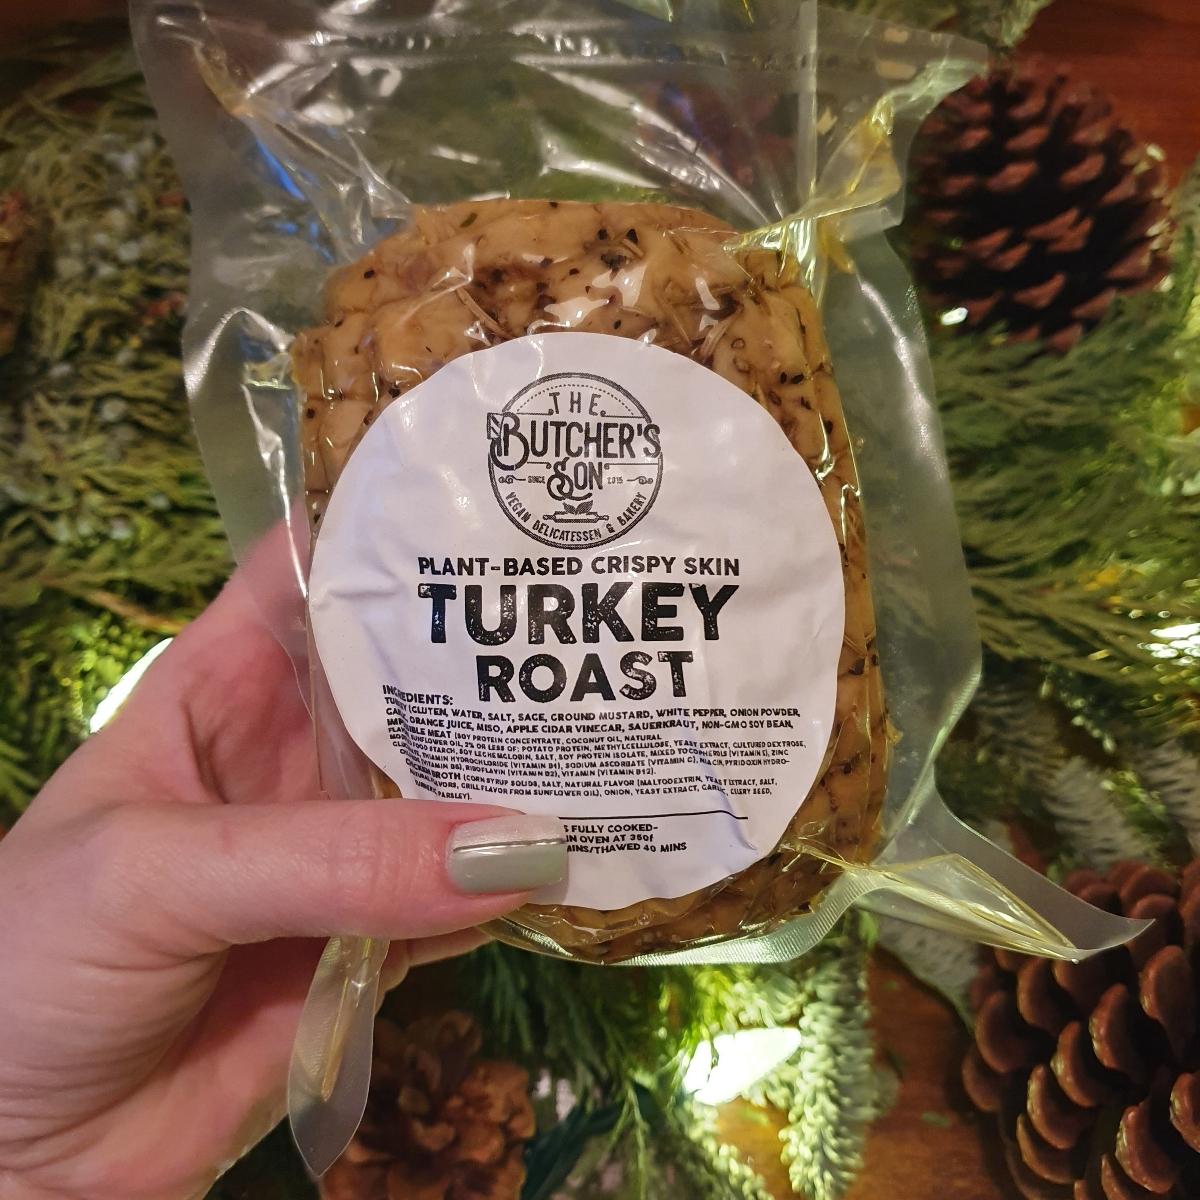 THE
BUTCHER'S
SON
SINCE 2015
VEGAN DELICATESSEN & BAKERY
PLANT-BASED CRISPY SKIN
TURKEY
ROAST
INGREDIENTS:
TURKEY (GLUTEN, WATER, SALT, SAGE, GROUND MUSTARD, WHITE PEPPER, ONION POWDER,
ORANGE JUICE, MISO, APPLE CIDAR VINEGAR, SAUERKRAUT, NON-GMO SOY BEAN,
MEAT (SOY PROTEIN CONCENTRATE, COCONUT OIL, NATURAL
SUNFLOWER OIL, 2% OR LESS OF: POTATO PROTEIN, METHYLCELLULOSE, YEAST EXTRACT, CULTURED DEXTROSE,
FOOD STARCH, SOY LECHEMGLOBIN, SALT, SOY PROTEIN ISOLATE, MIXED TOCOPHEROLS (VITAMIN E), ZINC
THIAMIN HYDROCHLORIDE (VITAMIN B1), SODIUM ASCORBATE (VITAMIN C), NIACIN, PYRIDOXIN HYDRO-
(VITAMIN B6), RIBOFLAVIN (VITAMIN B2), VITAMIN (VITAMIN B12).
BROTH (CORN SYRUP SOLIDS, SALT, NATURAL FLAVOR (MALTODEXTRIN, YEAST EXTRACT, SALT,
GRILL FLAVOR FROM SUNFLOWER OIL), ONION, YEAST EXTRACT, GARLIC, CELERY SEED,
PARSLEY).
FULLY COOKED-
IN OVEN AT 350f
MINS/THAWED 40 MINS